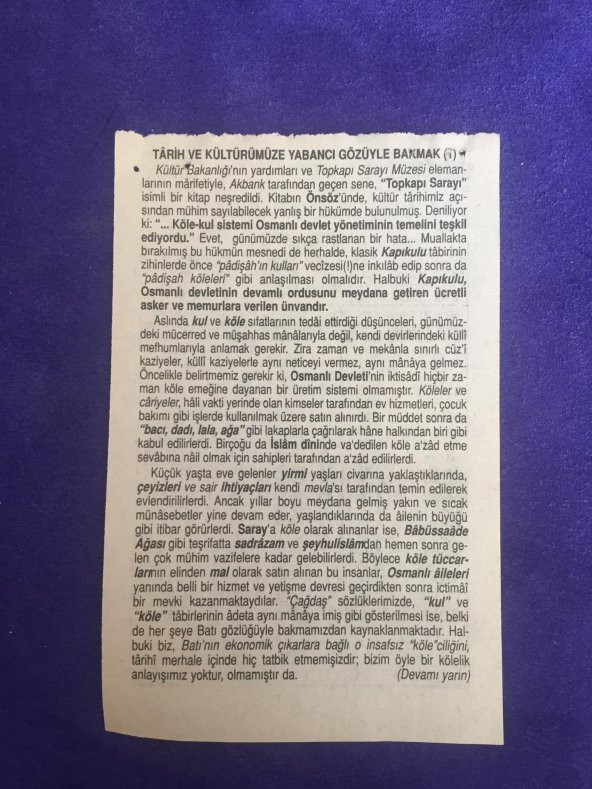 TÂRİH VE KÜLTÜRÜMÜZE YABANCI GÖZÜYLE BAKMAK (1)
Kültür Bakanlığı'nın yardımları ve Topkapı Sarayı Müzesi eleman-
larının mârifetiyle, Akbank tarafından geçen sene, "Topkapı Sarayı"
isimli bir kitap neşredildi. Kitabın Önsöz'ünde, kültür târihimiz açı-
sından mühim sayılabilecek yanlış bir hükümde bulunulmuş. Deniliyor
ki: "... Köle-kul sistemi Osmanlı devlet yönetiminin temelini teşkil
ediyordu." Evet, günümüzde sıkça rastlanan bir hata... Muallakta
bırakılmış bu hükmün mesnedi de herhalde, klasik Kapıkulu tâbirinin
zihinlerde önce "pâdişâh'ın kulları" vecîzesi(!)ne inkılâb edip sonra da
"pâdişah köleleri" gibi anlaşılması olmalıdır. Halbuki Kapıkulu,
Osmanlı devletinin devamlı ordusunu meydana getiren ücretli
asker ve memurlara verilen ünvandır.
Aslında kul ve köle sıfatlarının tedâi ettirdiği düşünceleri, günümüz-
deki mücerred ve müşahhas mânâlarıyla değil, kendi devirlerindeki küllî
mefhumlarıyla anlamak gerekir. Zira zaman ve mekânla sınırlı cüz'î
kaziyeler, küllî kaziyelerle aynı neticeyi vermez, aynı mânâya gelmez.
Öncelikle belirtmemiz gerekir ki, Osmanlı Devleti'nin iktisâdî hiçbir za-
man köle emeğine dayanan bir üretim sistemi olmamıştır. Köleler ve
câriyeler, hâli vakti yerinde olan kimseler tarafından ev hizmetleri, çocuk
bakımı gibi işlerde kullanılmak üzere satın alınırdı. Bir müddet sonra da
"bacı, dadı, lala, ağa" gibi lakaplarla çağrılarak hâne halkından biri gibi
kabul edilirlerdi. Birçoğu da İslâm dîninde va'dedilen köle a'zâd etme
sevâbına nâil olmak için sahipleri tarafından a'zâd edilirlerdi.
Küçük yaşta eve gelenler yirmi yaşları civarına yaklaştıklarında,
çeyizleri ve sair ihtiyaçları kendi mevla'sı tarafından temin edilerek
evlendirilirlerdi. Ancak yıllar boyu meydana gelmiş yakın ve sıcak
münâsebetler yine devam eder, yaşlandıklarında da âilenin büyüğü
gibi itibar görürlerdi. Saray'a köle olarak alınanlar ise, Bâbüssaâde
Ağası gibi teşrifatta sadrâzam ve şeyhulislâmdan hemen sonra ge-
len çok mühim vazifelere kadar gelebilirlerdi. Böylece köle tüccar-
larının elinden mal olarak satın alınan bu insanlar, Osmanlı âileleri
yanında belli bir hizmet ve yetişme devresi geçirdikten sonra ictimâî
bir mevki kazanmaktaydılar. "Çağdaş" sözlüklerimizde, "kul" ve
"köle" tâbirlerinin âdeta aynı mânâya imiş gibi gösterilmesi ise, belki
de her şeye Batı gözlüğüyle bakmamızdan kaynaklanmaktadır. Hal-
buki biz, Batı'nın ekonomik çıkarlara bağlı o insafsız "köle"ciliğini,
târihî merhale içinde hiç tatbik etmemişizdir; bizim öyle bir kölelik
anlayışımız yoktur, olmamıştır da. (Devamı yarın)